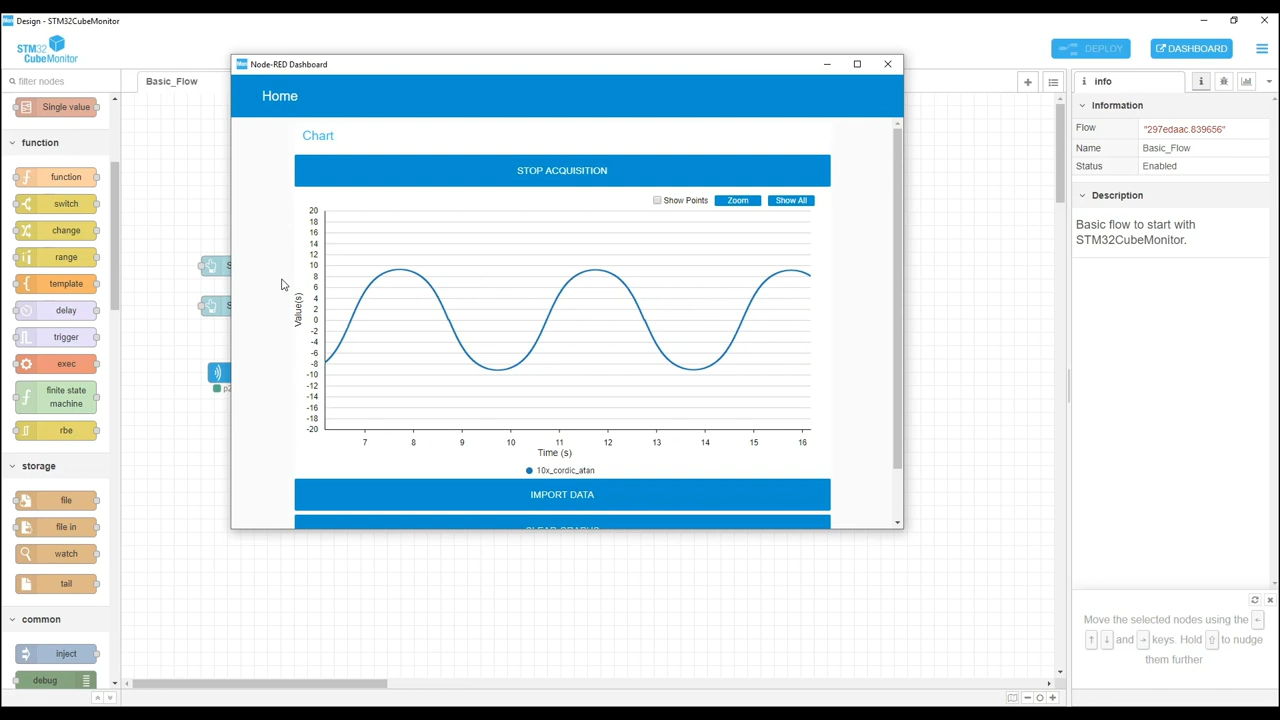 Design - STM32CubeMonitor
STM32
CubeMonitor
DEPLOY
DASHBOARD
filter nodes
Basic_Flow
Single value
function
function
switch
change
range
template
delay
trigger
exec
finite state
machine
rbe
storage
file
file in
watch
tail
common
inject
debug
Node-RED Dashboard
Home
Chart
STOP ACQUISITION
Show Points
Zoom
Show All
20
18
16
14
12
10
8
6
4
2
0
-2
-4
-6
-8
-10
-12
-14
-16
-18
-20
Value(s)
7 8 9 10 11 12 13 14 15 16
Time (s)
10x_cordic_atan
IMPORT DATA
info
Information
Flow "297edaac.839656"
Name Basic_Flow
Status Enabled
Description
Basic flow to start with
STM32CubeMonitor.
Move the selected nodes using the ←
↑ ↓ and → keys. Hold ⇧ to nudge
them further